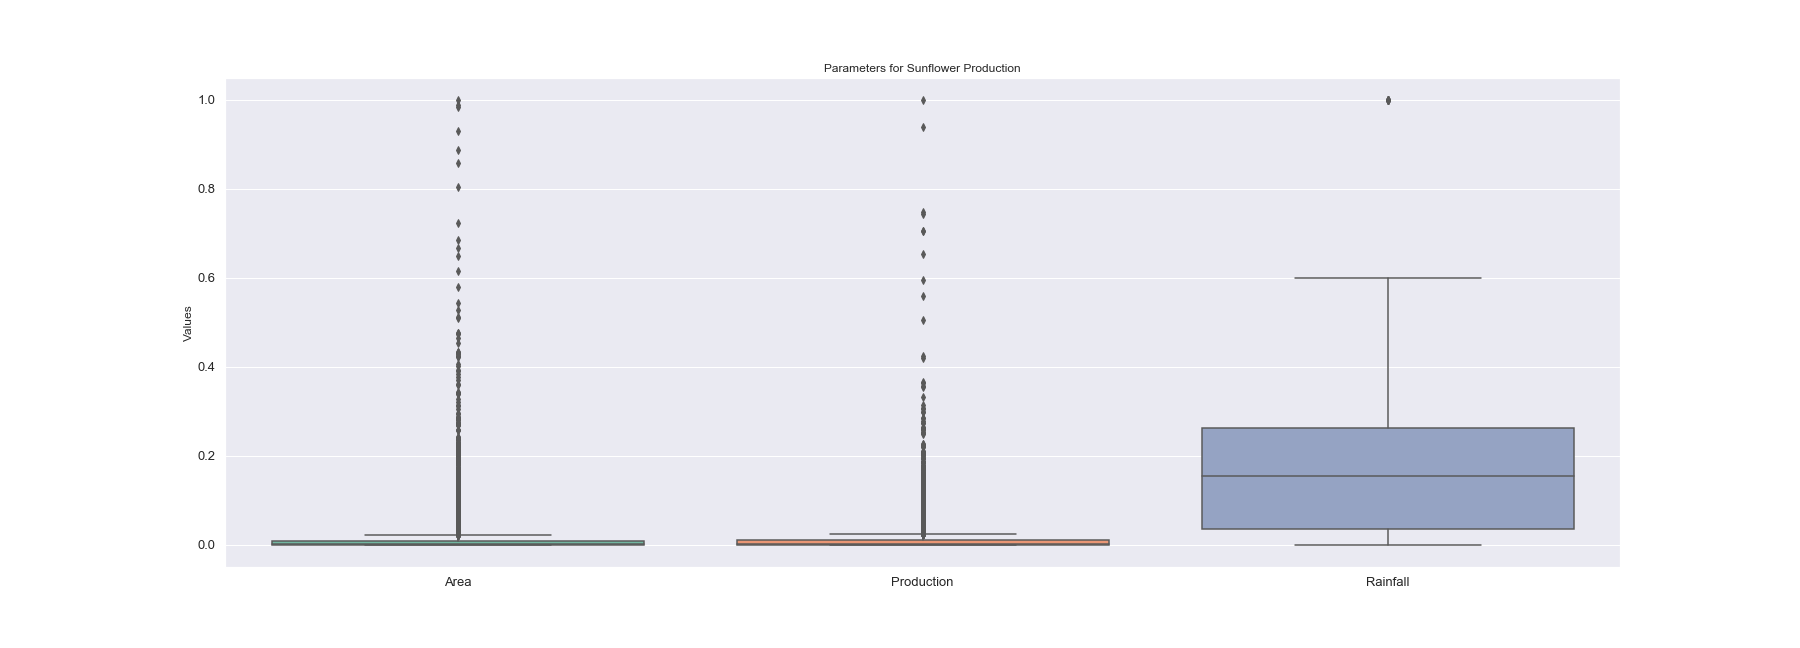 Parameters for Sunflower Production
1.0
0.8
0.6
0.4
0.2
0.0
Values
Area
Production
Rainfall